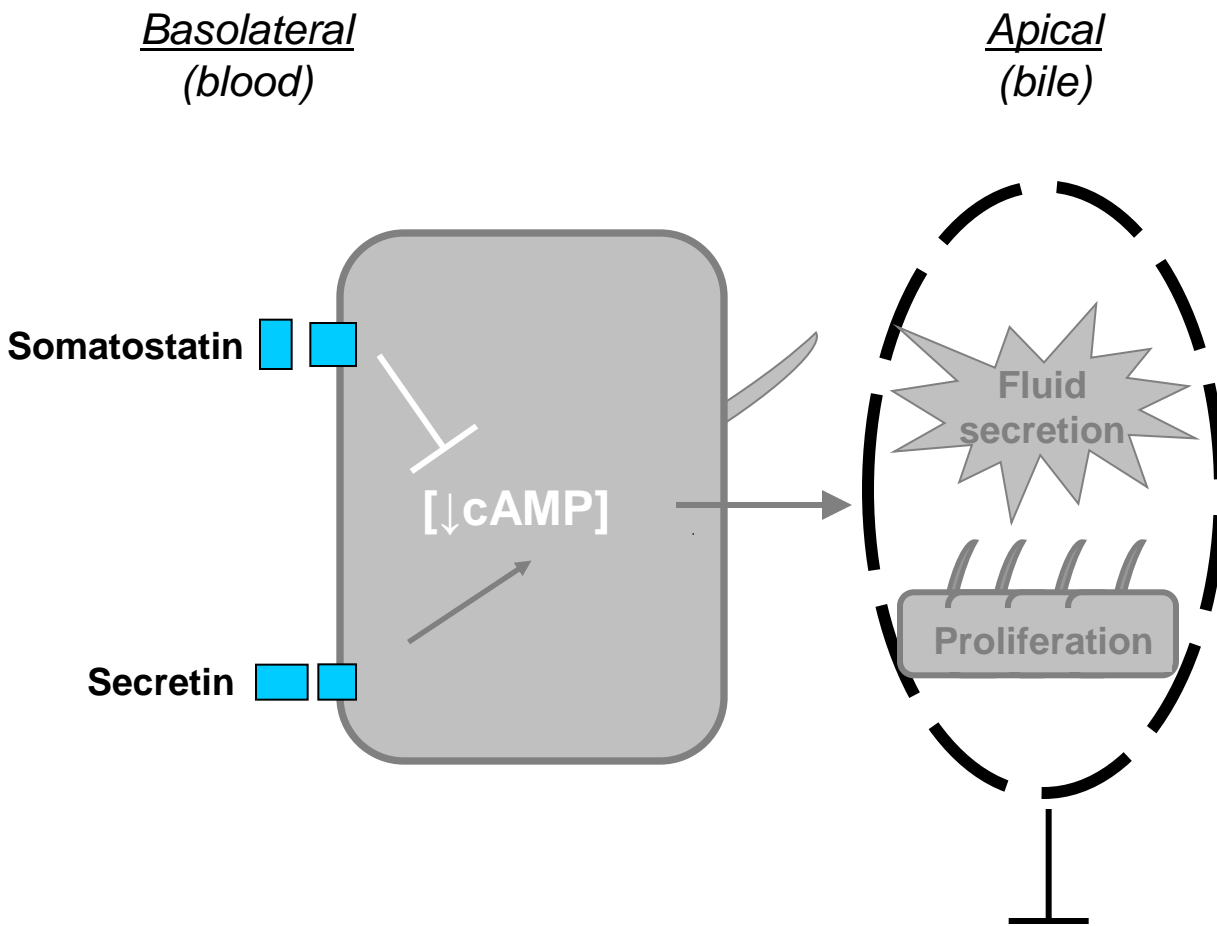 Basolateral
(blood)
Apical
(bile)
Somatostatin
Fluid
secretion
[↓cAMP]
Proliferation
Secretin